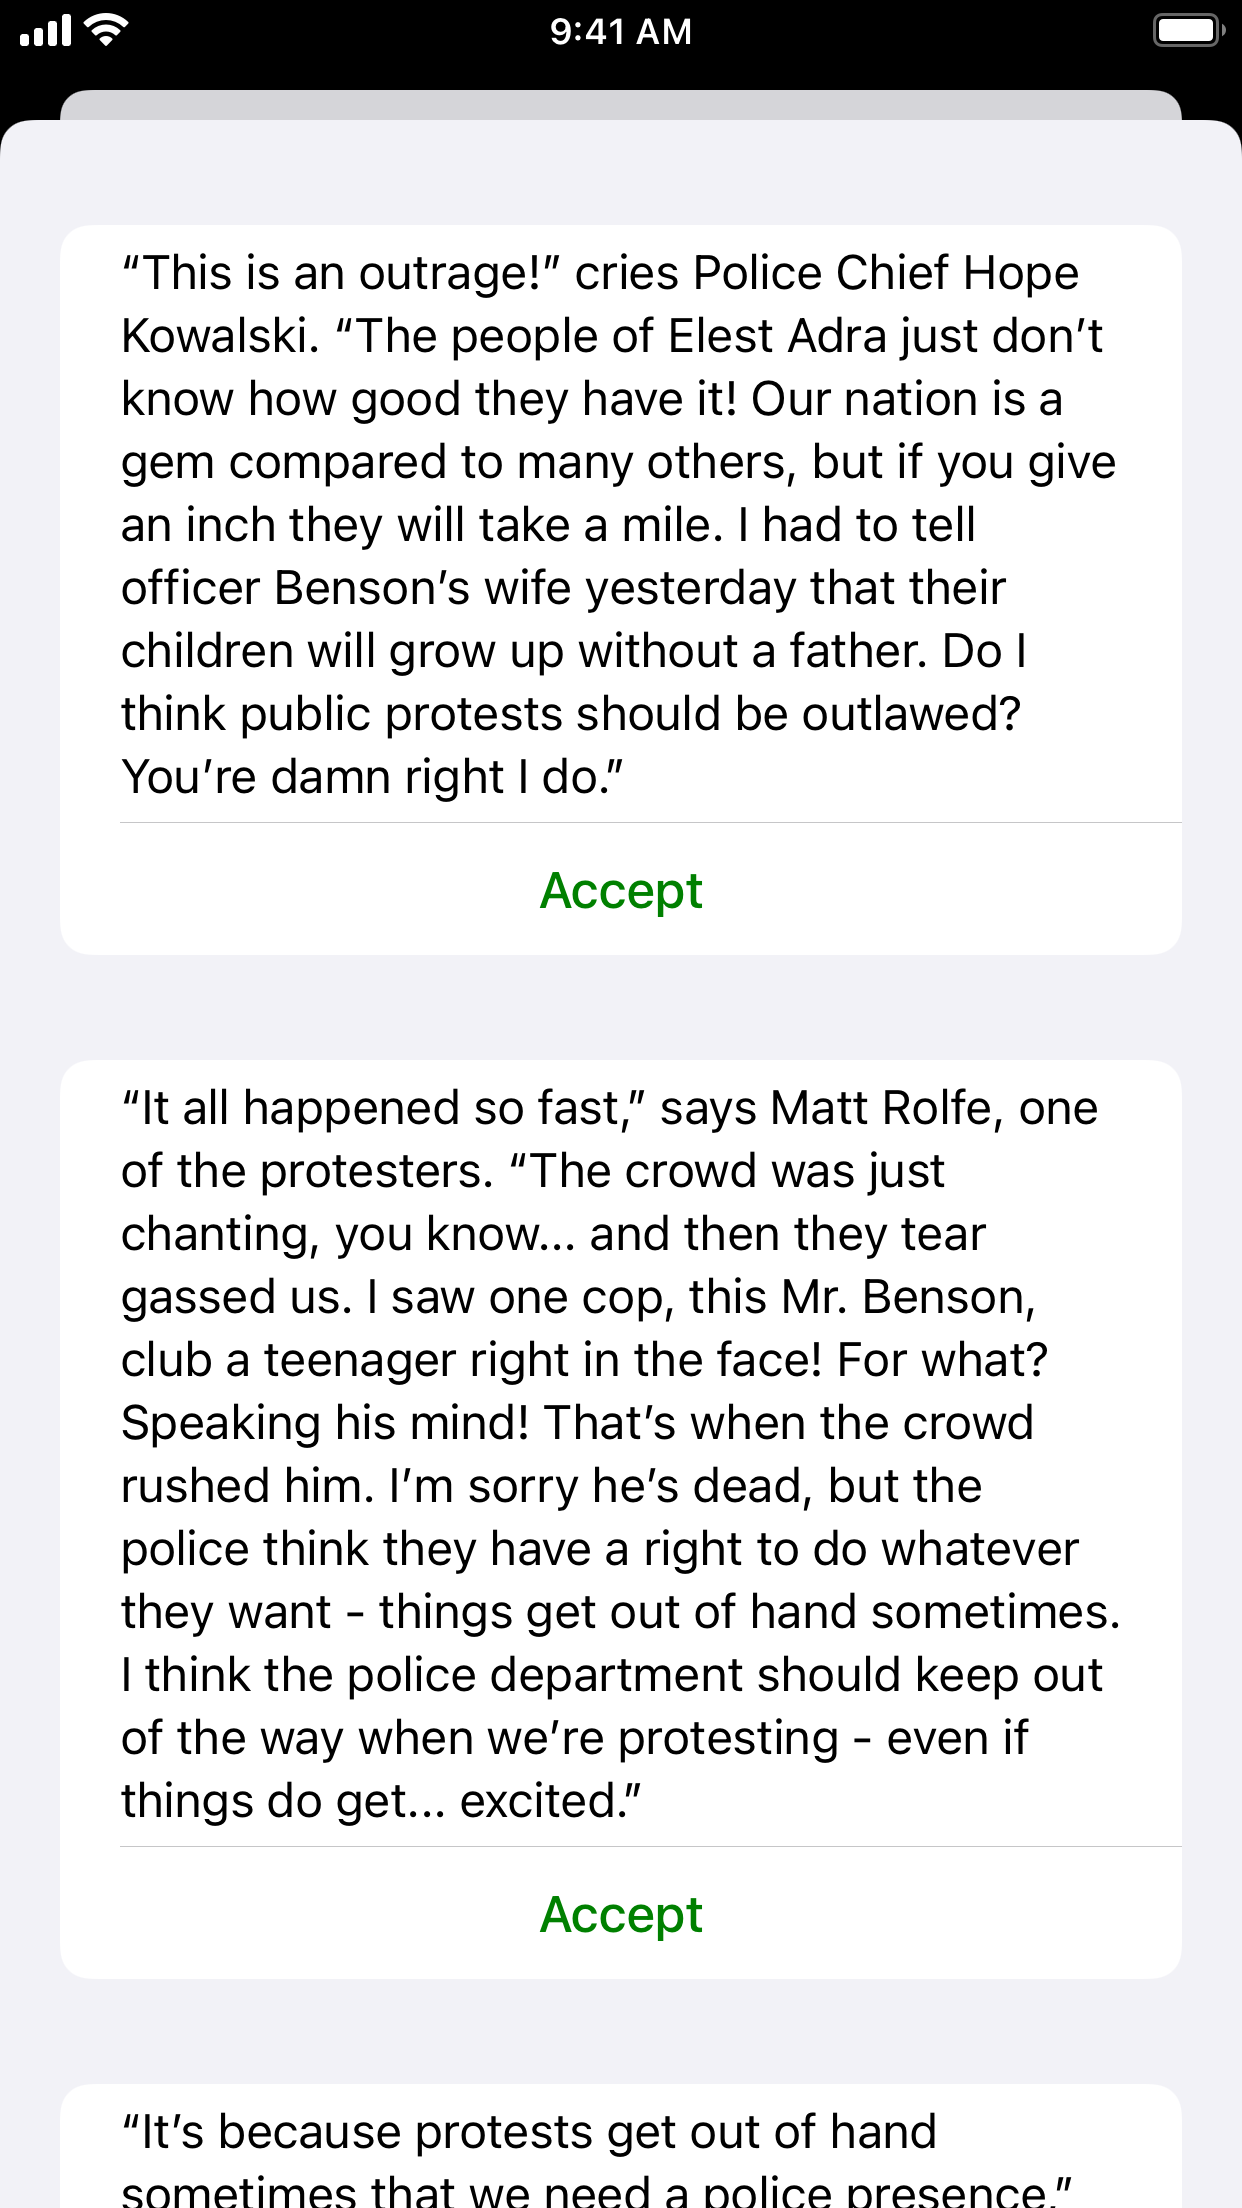 9:41 AM
“This is an outrage!” cries Police Chief Hope
Kowalski. “The people of Elest Adra just don’t
know how good they have it! Our nation is a
gem compared to many others, but if you give
an inch they will take a mile. I had to tell
officer Benson’s wife yesterday that their
children will grow up without a father. Do I
think public protests should be outlawed?
You’re damn right I do.”
Accept
“It all happened so fast,” says Matt Rolfe, one
of the protesters. “The crowd was just
chanting, you know... and then they tear
gassed us. I saw one cop, this Mr. Benson,
club a teenager right in the face! For what?
Speaking his mind! That’s when the crowd
rushed him. I’m sorry he’s dead, but the
police think they have a right to do whatever
they want - things get out of hand sometimes.
I think the police department should keep out
of the way when we’re protesting - even if
things do get... excited.”
Accept
“It’s because protests get out of hand
sometimes that we need a police presence,”